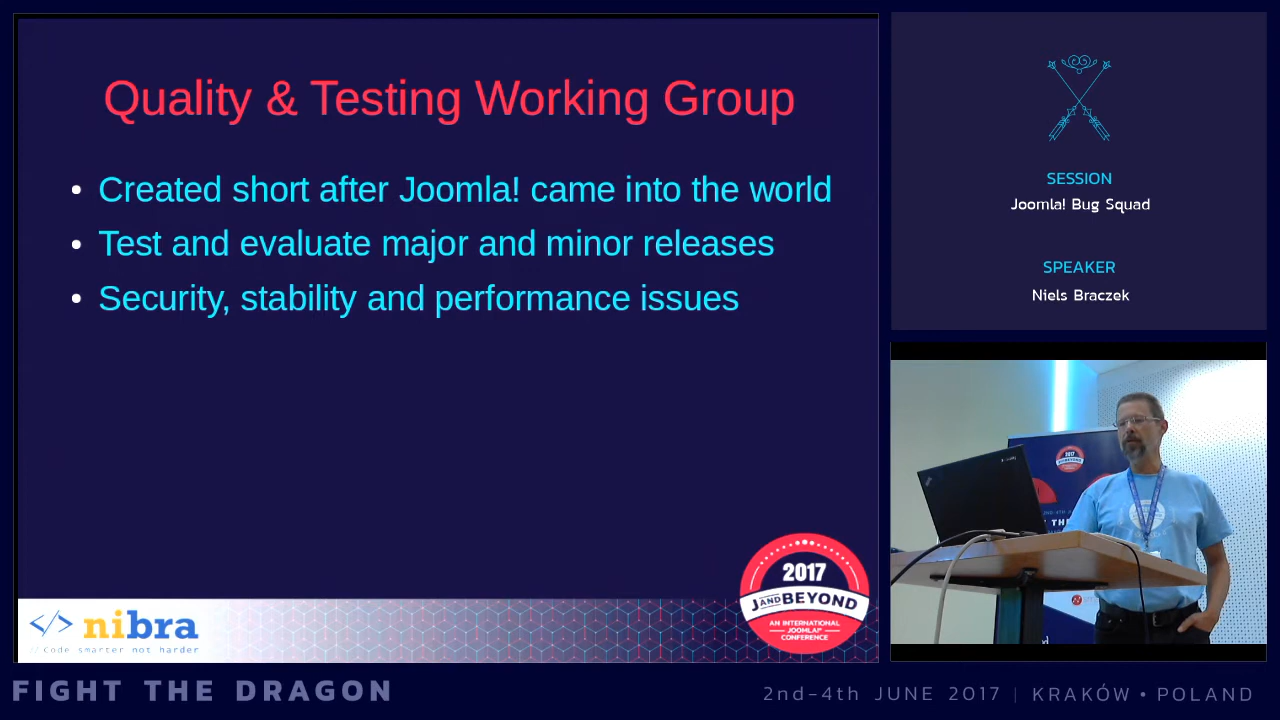 Quality & Testing Working Group
Created short after Joomla! came into the world
Test and evaluate major and minor releases
Security, stability and performance issues
</> nibra
//Code smarter not harder
2017
J AND BEYOND
AN INTERNATIONAL
JOOMLA!®
CONFERENCE
SESSION
Joomla! Bug Squad
SPEAKER
Niels Braczek
2017
FIGHT THE DRAGON
2nd-4th JUNE 2017 | KRAKÓW • POLAND